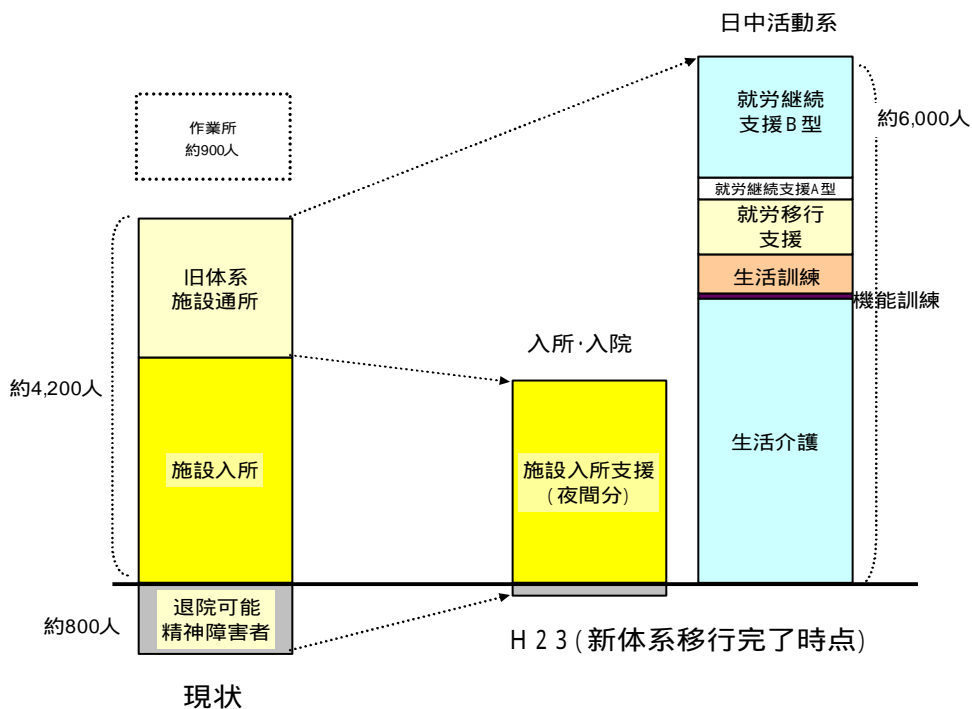 日中活動系
作業所
約900人
就労継続
支援B型
約6,000人
就労継続支援A型
就労移行
支援
生活訓練
機能訓練
生活介護
旧体系
施設通所
約4,200人
施設入所
入所・入院
施設入所支援
(夜間分)
約800人
退院可能
精神障害者
H23(新体系移行完了時点)
現状